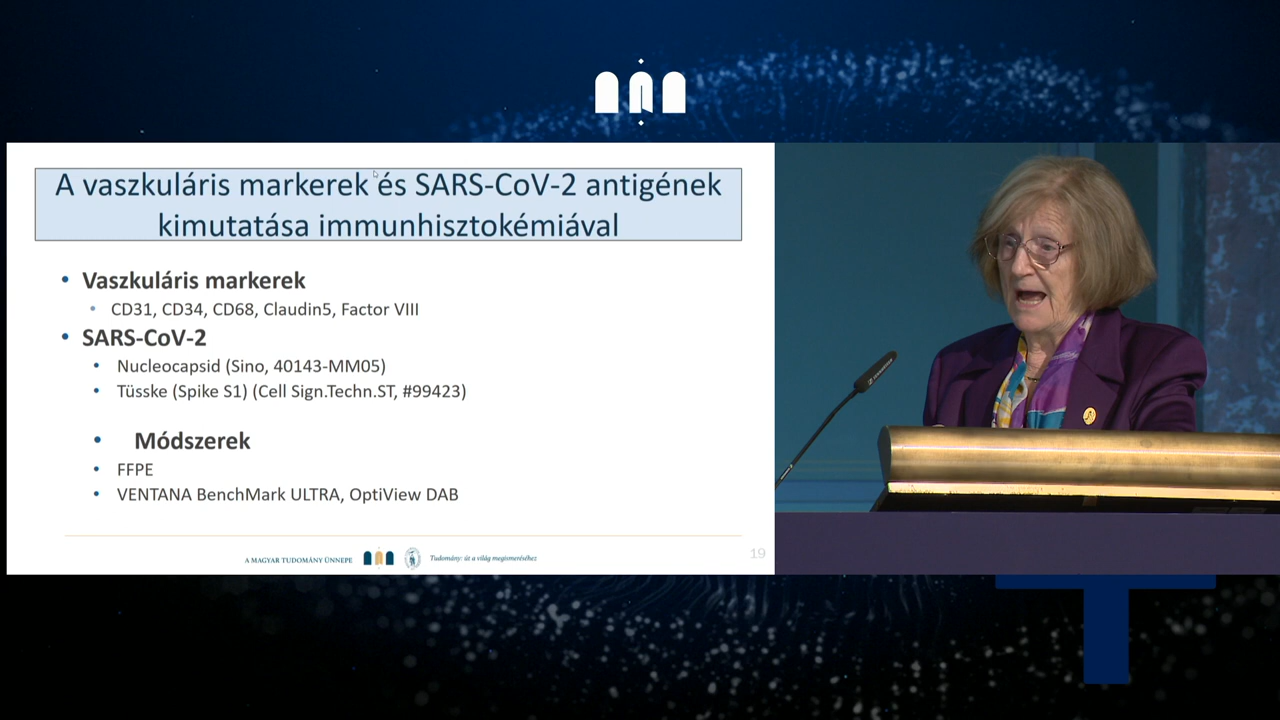 A vaszkuláris markerek és SARS-CoV-2 antigének
kimutatása immunhisztokémiával
• Vaszkuláris markerek
• CD31, CD34, CD68, Claudin5, Factor VIII
• SARS-CoV-2
• Nucleocapsid (Sino, 40143-MM05)
• Tüsske (Spike S1) (Cell Sign.Techn.ST, #99423)
• Módszerek
• FFPE
• VENTANA BenchMark ULTRA, OptiView DAB
A MAGYAR TUDOMÁNY ÜNNEPE
Tudomány: út a világ megismeréséhez
19